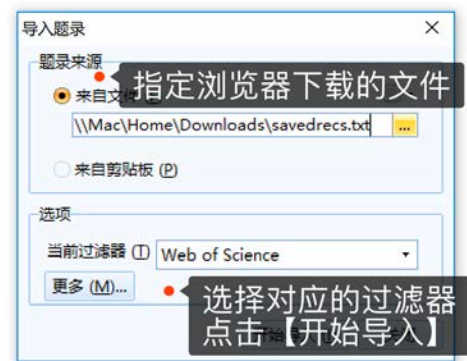 导入题录
题录来源
指定浏览器下载的文件
来自文件
\\Mac\Home\Downloads\savedrecs.txt
...
来自剪贴板 (P)
选项
当前过滤器 (T) Web of Science
更多 (M)...
选择对应的过滤器
点击【开始导入】